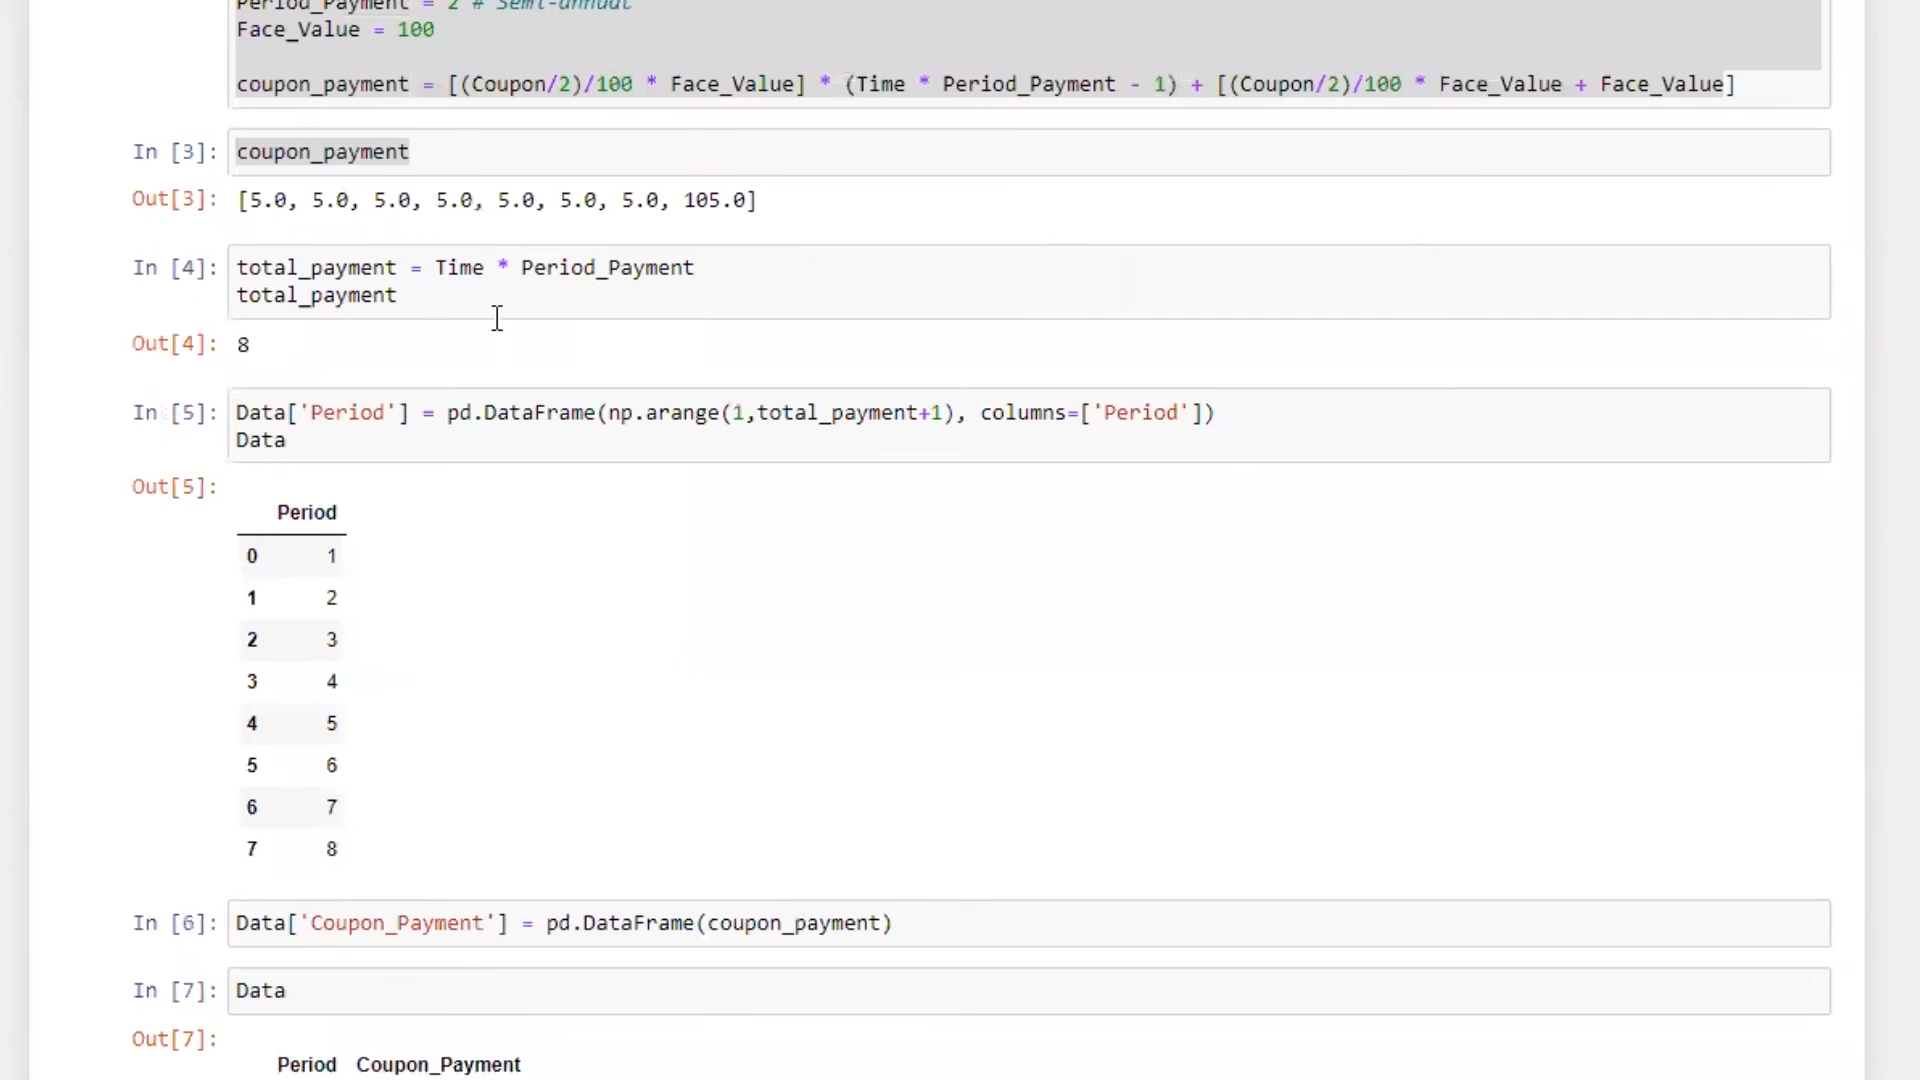 Period_Payment = 2 # Semi-annual
Face_Value = 100
coupon_payment = [(Coupon/2)/100 * Face_Value] * (Time * Period_Payment - 1) + [(Coupon/2)/100 * Face_Value + Face_Value]
In [3]: coupon_payment
Out[3]: [5.0, 5.0, 5.0, 5.0, 5.0, 5.0, 5.0, 105.0]
In [4]: total_payment = Time * Period_Payment
total_payment
Out[4]: 8
In [5]: Data['Period'] = pd.DataFrame(np.arange(1,total_payment+1), columns=['Period'])
Data
Out[5]:
Period
0 1
1 2
2 3
3 4
4 5
5 6
6 7
7 8
In [6]: Data['Coupon_Payment'] = pd.DataFrame(coupon_payment)
In [7]: Data
Out[7]:
Period Coupon_Payment